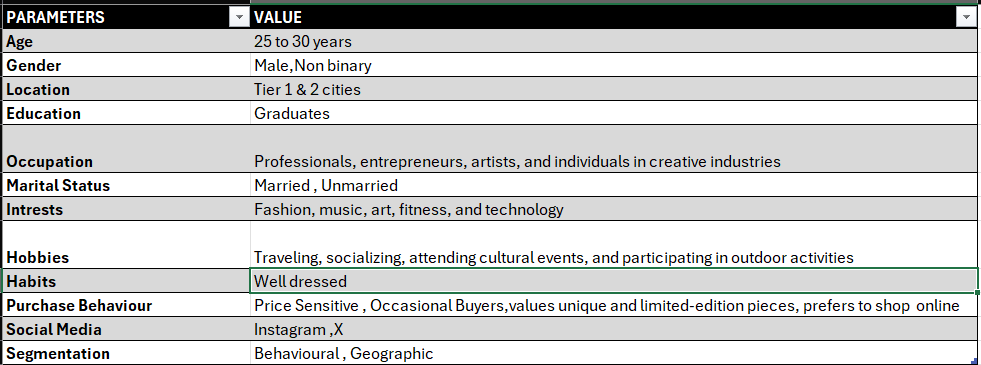 PARAMETERS VALUE
Age 25 to 30 years
Gender Male,Non binary
Location Tier 1 & 2 cities
Education Graduates
Occupation Professionals, entrepreneurs, artists, and individuals in creative industries
Marital Status Married , Unmarried
Intrests Fashion, music, art, fitness, and technology
Hobbies Traveling, socializing, attending cultural events, and participating in outdoor activities
Habits Well dressed
Purchase Behaviour Price Sensitive , Occasional Buyers,values unique and limited-edition pieces, prefers to shop online
Social Media Instagram ,X
Segmentation Behavioural , Geographic